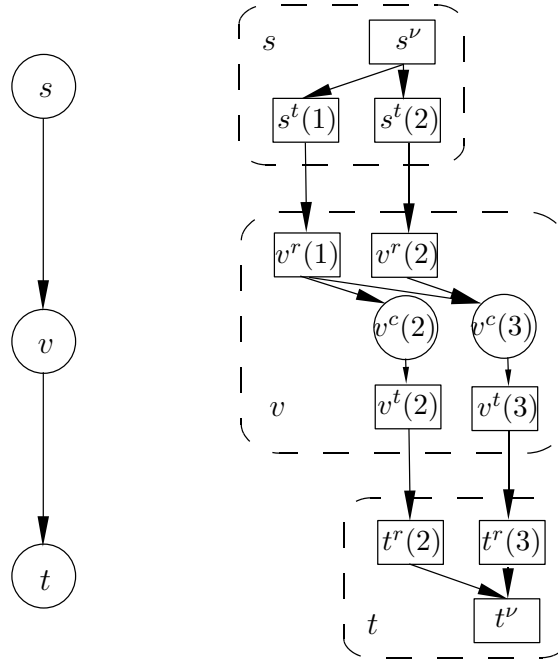 s
v
t
s s^ν
s^t(1) s^t(2)
v^r(1) v^r(2)
v^c(2) v^c(3)
v v^t(2) v^t(3)
t^r(2) t^r(3)
t t^ν